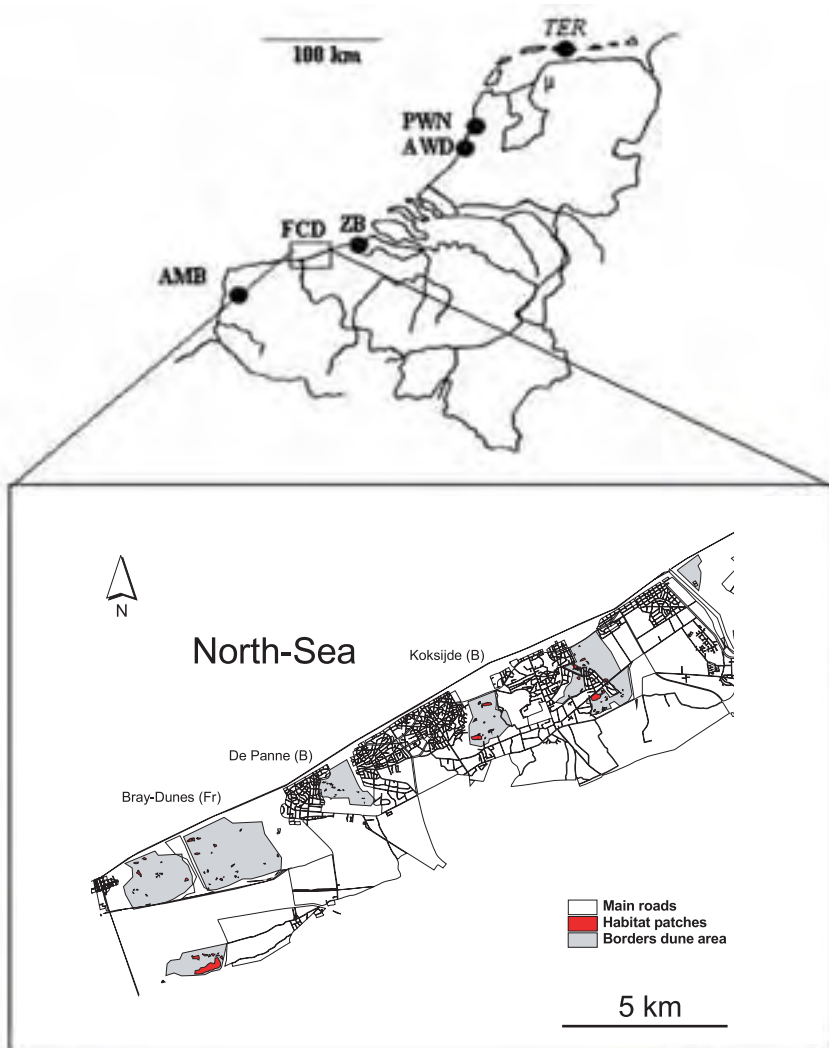 TER
100 km
μ
PWN
AWD
FCD
ZB
AMB
N
North-Sea
Koksijde (B)
De Panne (B)
Bray-Dunes (Fr)
Main roads
Habitat patches
Borders dune area
5 km